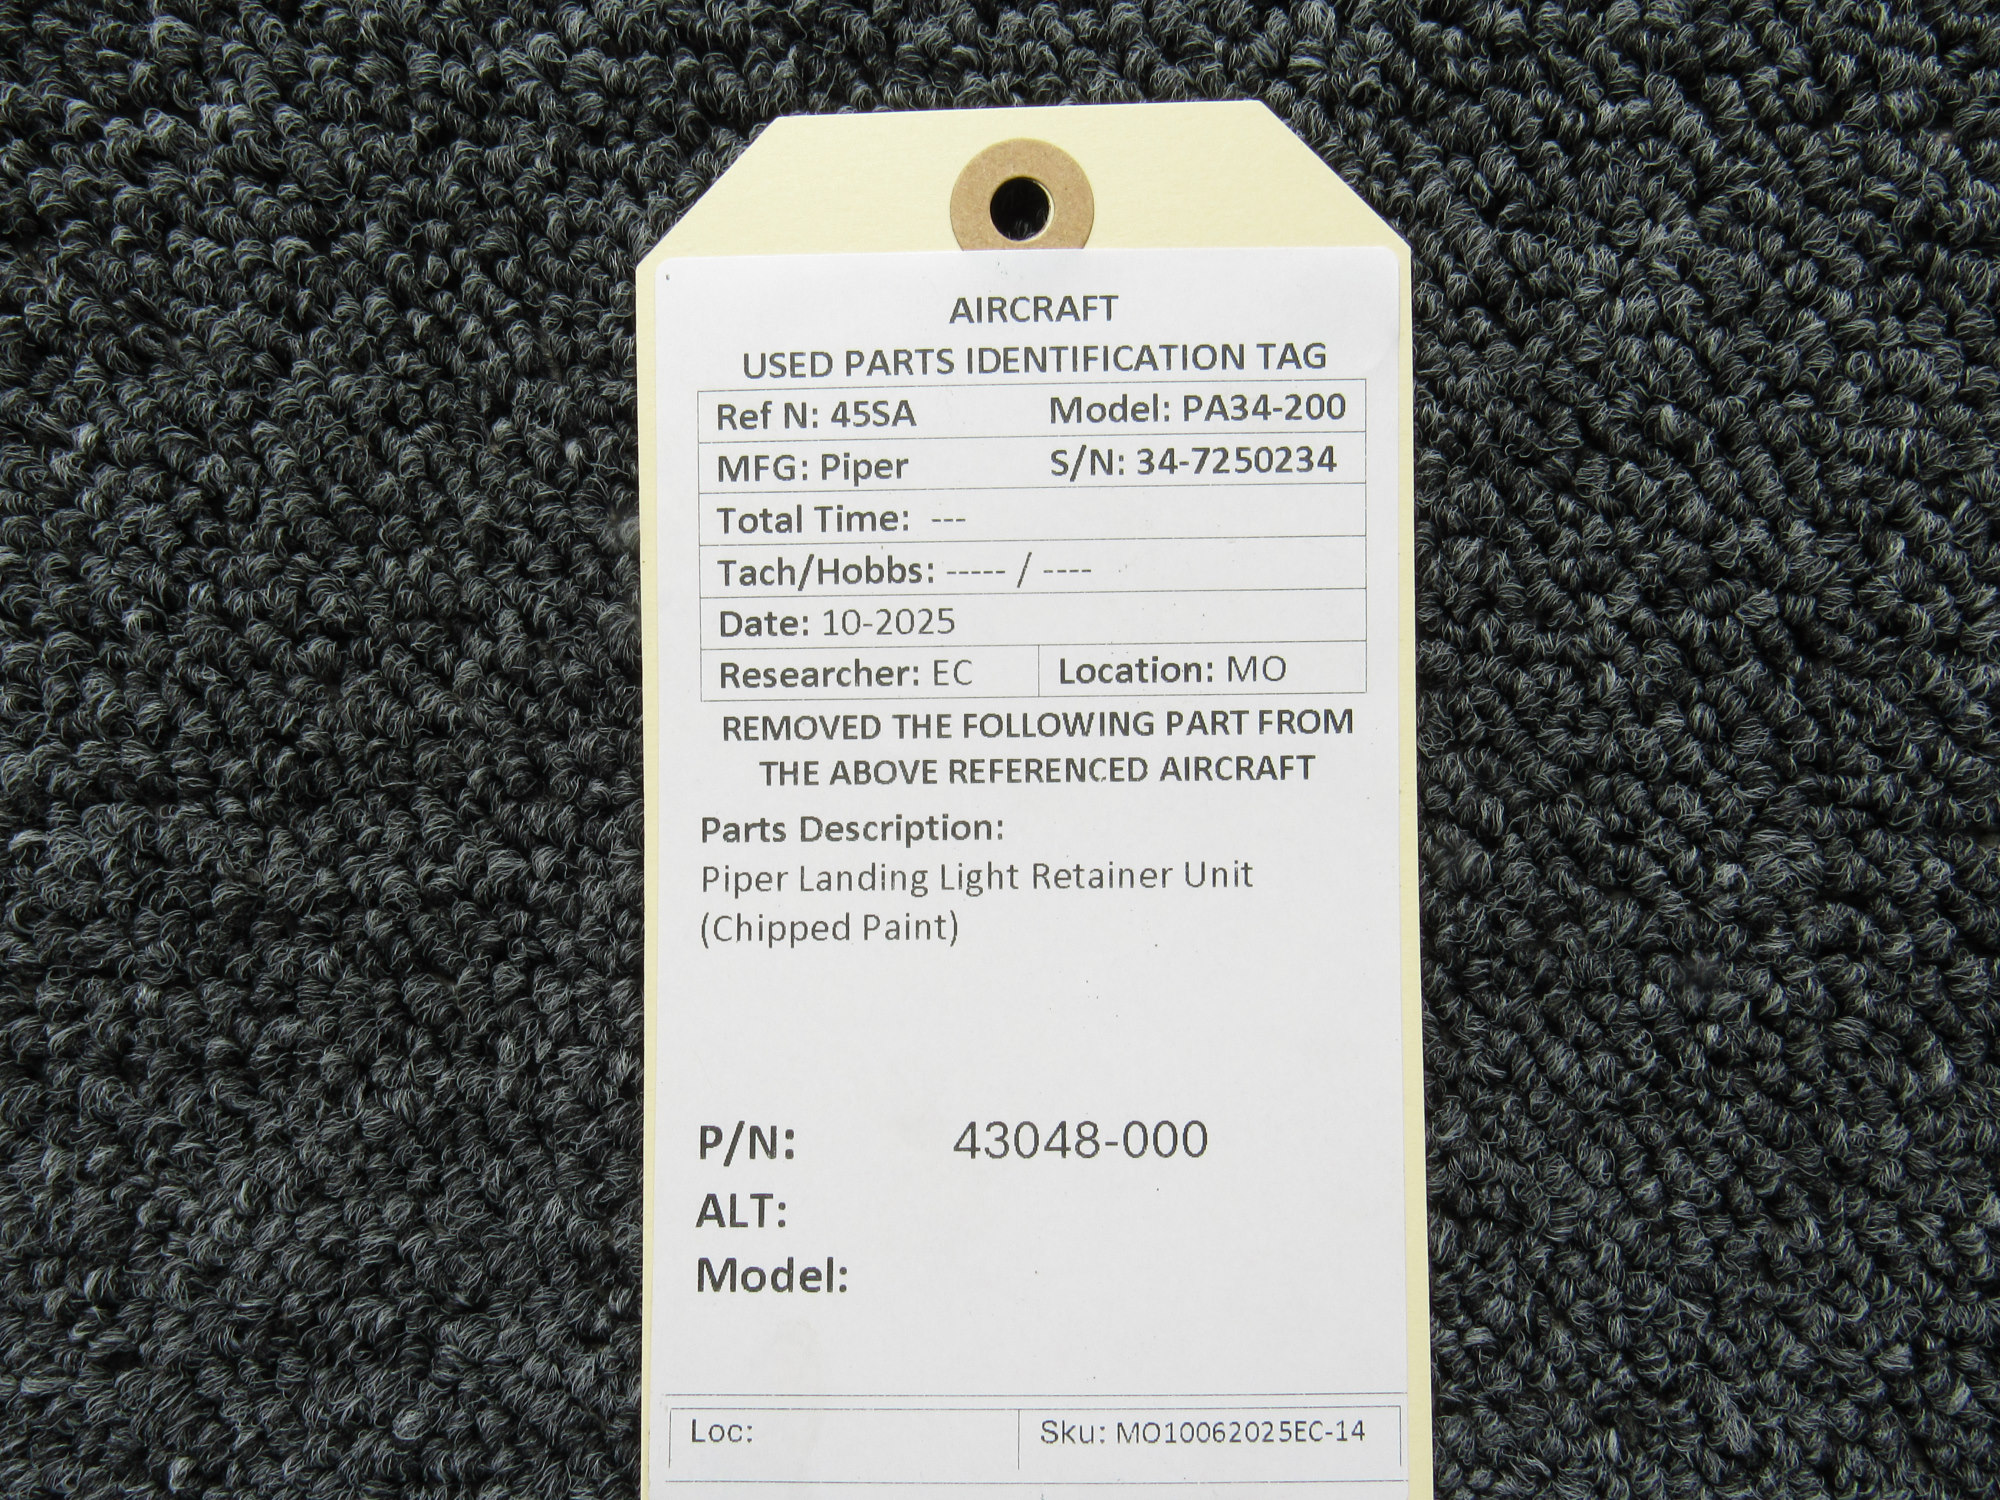 AIRCRAFT
USED PARTS IDENTIFICATION TAG
Ref N: 45SA Model: PA34-200
MFG: Piper S/N: 34-7250234
Total Time: ---
Tach/Hobbs: ----- / ----
Date: 10-2025
Researcher: EC Location: MO
REMOVED THE FOLLOWING PART FROM
THE ABOVE REFERENCED AIRCRAFT
Parts Description:
Piper Landing Light Retainer Unit
(Chipped Paint)
P/N: 43048-000
ALT:
Model:
Loc: Sku: MO10062025EC-14